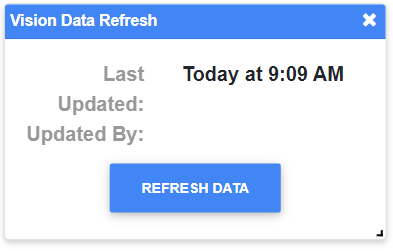 Vision Data Refresh
Last Today at 9:09 AM
Updated:
Updated By:
REFRESH DATA